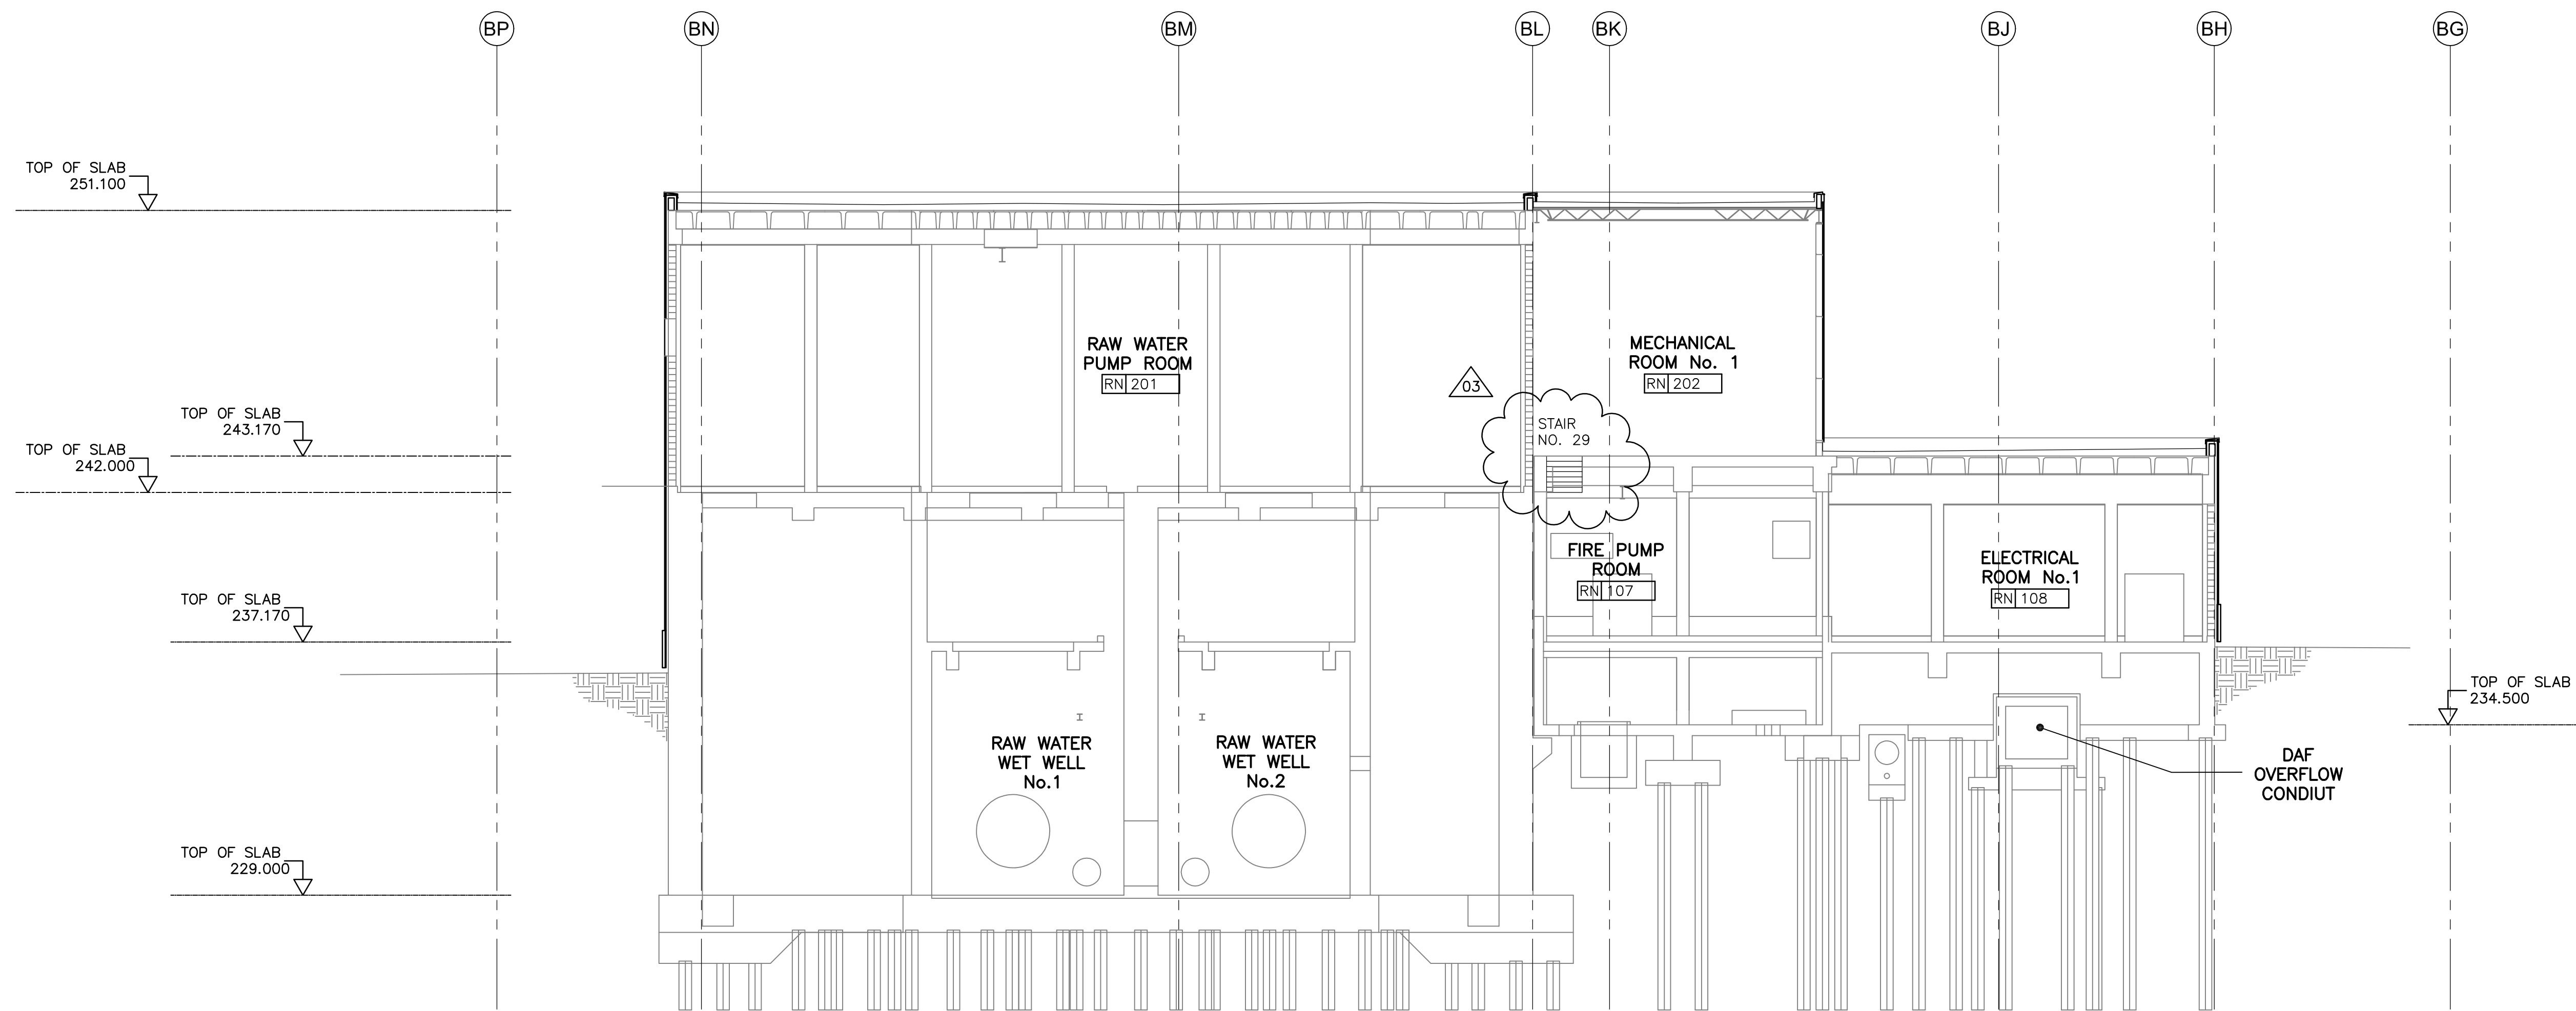 BP
BN
BM
BL
BK
BJ
BH
BG
TOP OF SLAB
251.100
TOP OF SLAB
243.170
TOP OF SLAB
242.000
TOP OF SLAB
237.170
TOP OF SLAB
229.000
RAW WATER
PUMP ROOM
RN 201
03
MECHANICAL
ROOM No. 1
RN 202
STAIR
NO. 29
FIRE PUMP
ROOM
RN 107
ELECTRICAL
ROOM No.1
RN 108
RAW WATER
WET WELL
No.1
RAW WATER
WET WELL
No.2
TOP OF SLAB
234.500
DAF
OVERFLOW
CONDIUT